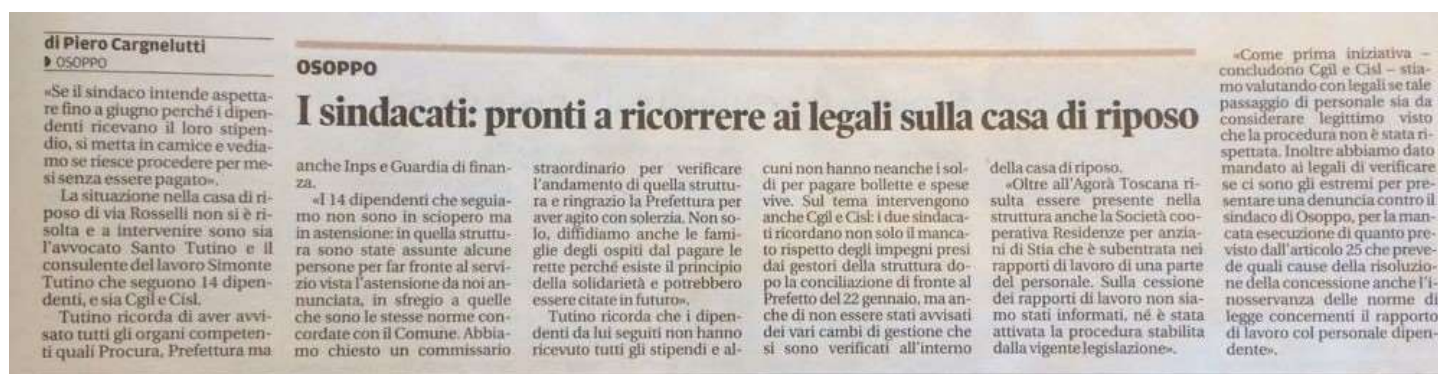 di Piero Cargnelutti
OSOPPO
OSOPPO
I sindacati: pronti a ricorrere ai legali sulla casa di riposo
«Se il sindaco intende aspetta-
re fino a giugno perché i dipen-
denti ricevano il loro stipen-
dio, si metta in camice e vedia-
mo se riesce procedere per me-
si senza essere pagato».
La situazione nella casa di ri-
poso di via Rosselli non si è ri-
solta e a intervenire sono sia
l'avvocato Santo Tutino e il
consulente del lavoro Simonte
Tutino che seguono 14 dipen-
denti, e sia Cgil e Cisl.
Tutino ricorda di aver avvi-
sato tutti gli organi competen-
ti quali Procura, Prefettura ma
anche Inps e Guardia di finan-
za.
«I 14 dipendenti che seguia-
mo non sono in sciopero ma
in astensione: in quella struttu-
ra sono state assunte alcune
persone per far fronte al servi-
zio vista l'astensione da noi an-
nunciata, in sfregio a quelle
che sono le stesse norme con-
cordate con il Comune. Abbia-
mo chiesto un commissario
straordinario per verificare
l'andamento di quella struttu-
ra e ringrazio la Prefettura per
aver agito con solerzia. Non so-
lo, diffidiamo anche le fami-
glie degli ospiti dal pagare le
rette perché esiste il principio
della solidarietà e potrebbero
essere citate in futuro».
Tutino ricorda che i dipen-
denti da lui seguiti non hanno
ricevuto tutti gli stipendi e al-
cuni non hanno neanche i sol-
di per pagare bollette e spese
vive. Sul tema intervengono
anche Cgil e Cisl: i due sindaca-
ti ricordano non solo il manca-
to rispetto degli impegni presi
dai gestori della struttura do-
po la conciliazione di fronte al
Prefetto del 22 gennaio, ma an-
che di non essere stati avvisati
dei vari cambi di gestione che
si sono verificati all'interno
della casa di riposo.
«Oltre all'Agorà Toscana ri-
sulta essere presente nella
struttura anche la Società coo-
perativa Residenze per anzia-
ni di Stia che è subentrata nei
rapporti di lavoro di una parte
del personale. Sulla cessione
dei rapporti di lavoro non sia-
mo stati informati, né è stata
attivata la procedura stabilita
dalla vigente legislazione».
«Come prima iniziativa –
concludono Cgil e Cisl – stia-
mo valutando con legali se tale
passaggio di personale sia da
considerare legittimo visto
che la procedura non è stata ri-
spettata. Inoltre abbiamo dato
mandato ai legali di verificare
se ci sono gli estremi per pre-
sentare una denuncia contro il
sindaco di Osoppo, per la man-
cata esecuzione di quanto pre-
visto dall'articolo 25 che preve-
de quali cause della risoluzio-
ne della concessione anche l'i-
nosservanza delle norme di
legge concernenti il rapporto
di lavoro col personale dipen-
dente».